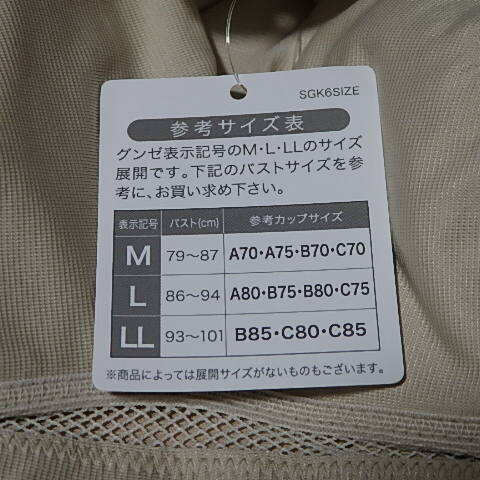 SGK6SIZE
参考サイズ表
グンゼ表示記号のM・L・LLのサイズ
展開です。下記のバストサイズを参
考に、お買い求め下さい。
表示記号 バスト(cm) 参考カップサイズ
M 79〜87 A70・A75・B70・C70
L 86〜94 A80・B75・B80・C75
LL 93〜101 B85・C80・C85
※商品によっては展開サイズがないものもございます。